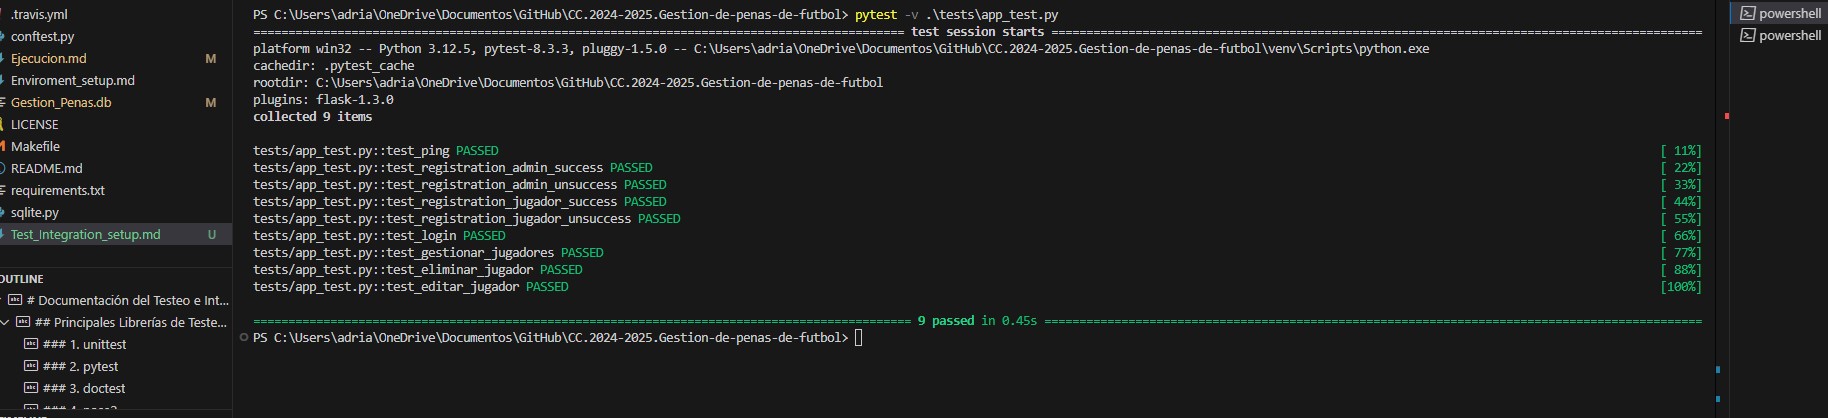 .travis.yml
conftest.py
Ejecucion.md M
Enviroment_setup.md
Gestion_Penas.db M
LICENSE
Makefile
README.md
requirements.txt
sqlite.py
Test_Integration_setup.md U
OUTLINE
# Documentación del Testeo e Int...
## Principales Librerías de Teste...
### 1. unittest
### 2. pytest
### 3. doctest
PS C:\Users\adria\OneDrive\Documentos\GitHub\CC.2024-2025.Gestion-de-penas-de-futbol> pytest -v .\tests\app_test.py
test session starts
platform win32 -- Python 3.12.5, pytest-8.3.3, pluggy-1.5.0 -- C:\Users\adria\OneDrive\Documentos\GitHub\CC.2024-2025.Gestion-de-penas-de-futbol\venv\Scripts\python.exe
cachedir: .pytest_cache
rootdir: C:\Users\adria\OneDrive\Documentos\GitHub\CC.2024-2025.Gestion-de-penas-de-futbol
plugins: flask-1.3.0
collected 9 items
tests/app_test.py::test_ping PASSED [ 11%]
tests/app_test.py::test_registration_admin_success PASSED [ 22%]
tests/app_test.py::test_registration_admin_unsuccess PASSED [ 33%]
tests/app_test.py::test_registration_jugador_success PASSED [ 44%]
tests/app_test.py::test_registration_jugador_unsuccess PASSED [ 55%]
tests/app_test.py::test_login PASSED [ 66%]
tests/app_test.py::test_gestionar_jugadores PASSED [ 77%]
tests/app_test.py::test_eliminar_jugador PASSED [ 88%]
tests/app_test.py::test_editar_jugador PASSED [100%]
9 passed in 0.45s
PS C:\Users\adria\OneDrive\Documentos\GitHub\CC.2024-2025.Gestion-de-penas-de-futbol>
powershell
powershell